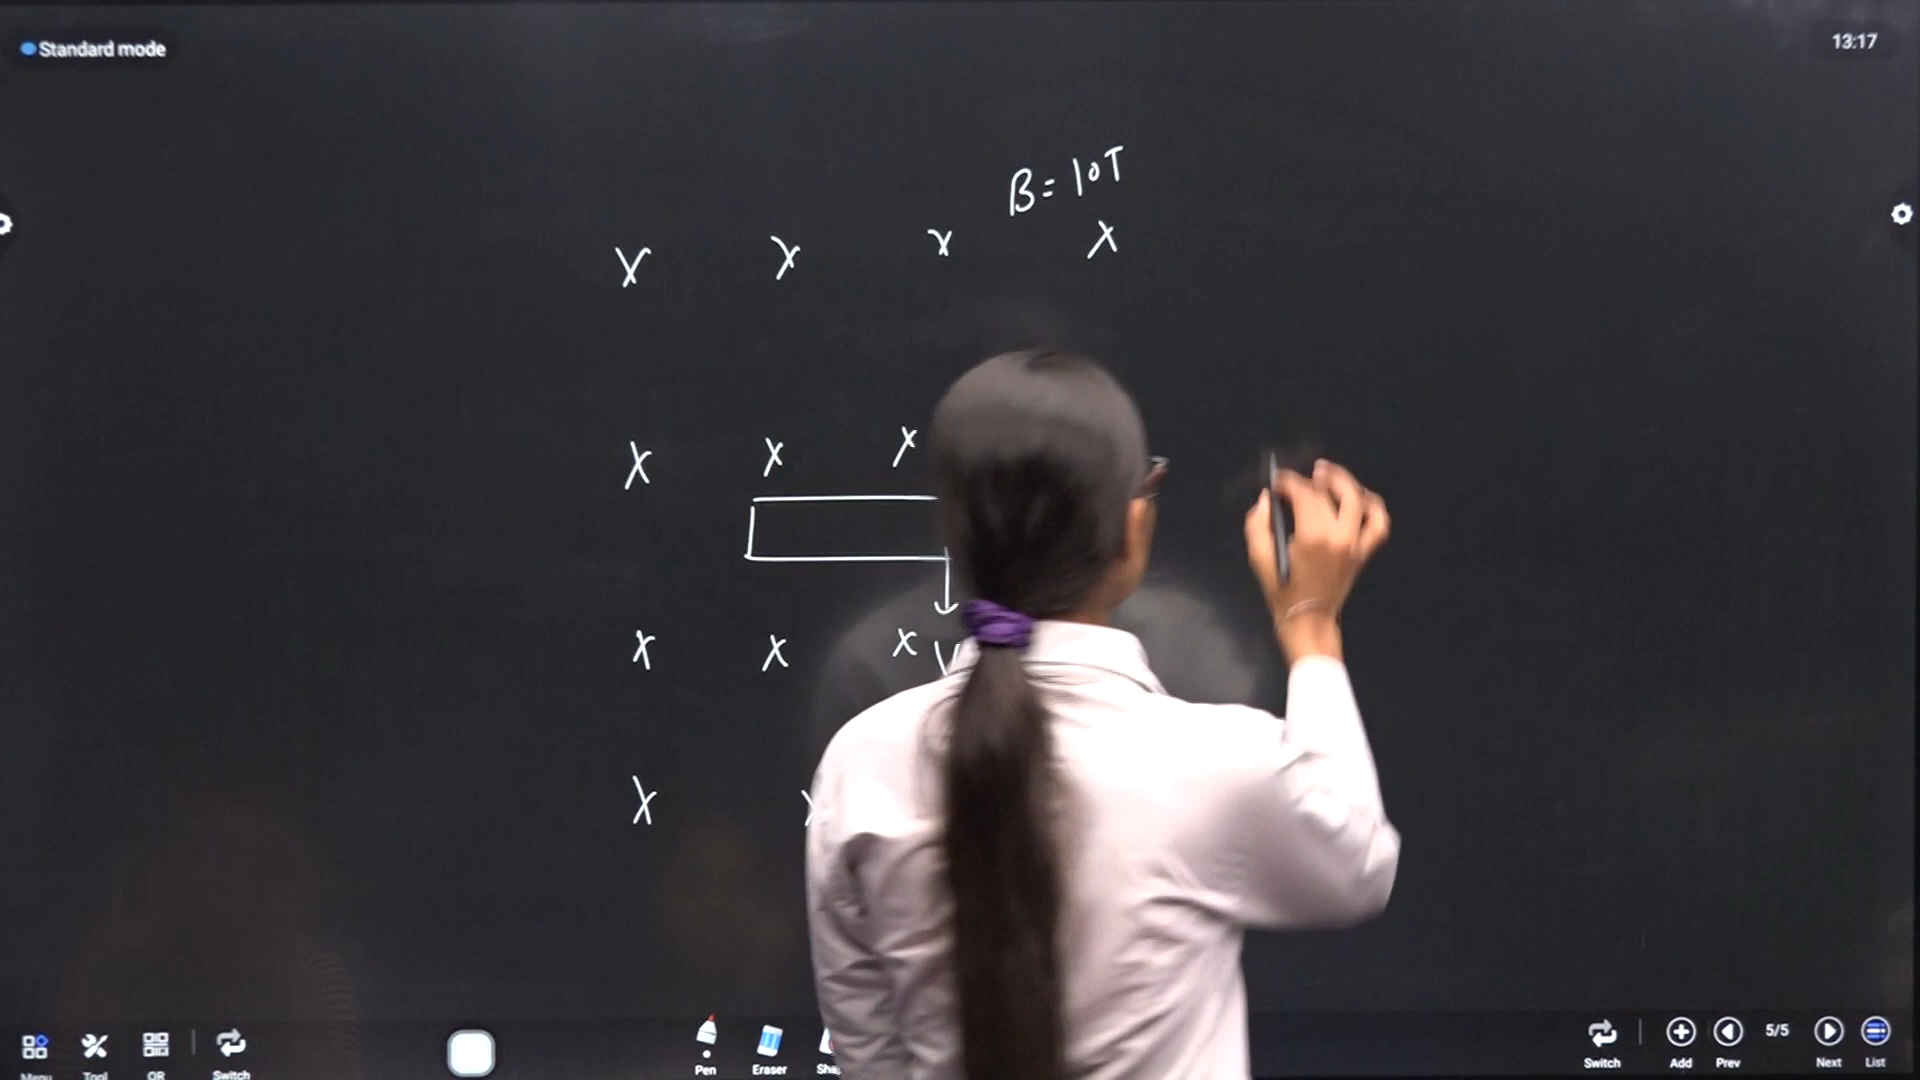 Standard mode
13:17
B = 10T
X X X X
X X X
X X X V
X
Menu Tool QR Switch Pen Eraser Switch Add Prev 5/5 Next List